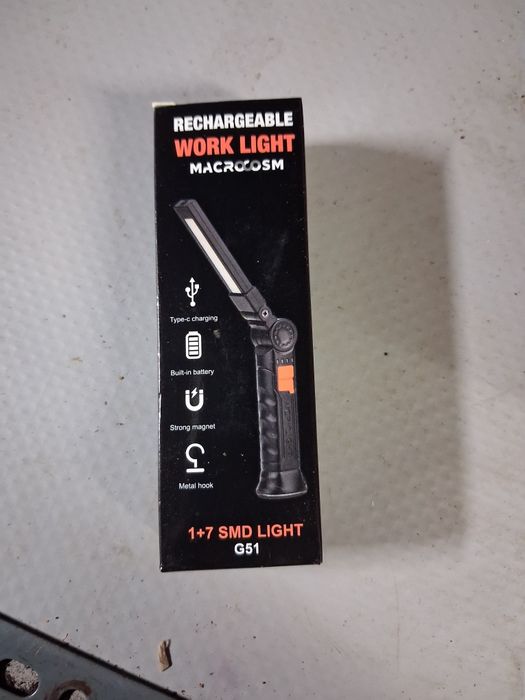 RECHARGEABLE
WORK LIGHT
MACROCOSM
Type-c charging
Built-in battery
Strong magnet
Metal hook
1+7 SMD LIGHT
G51